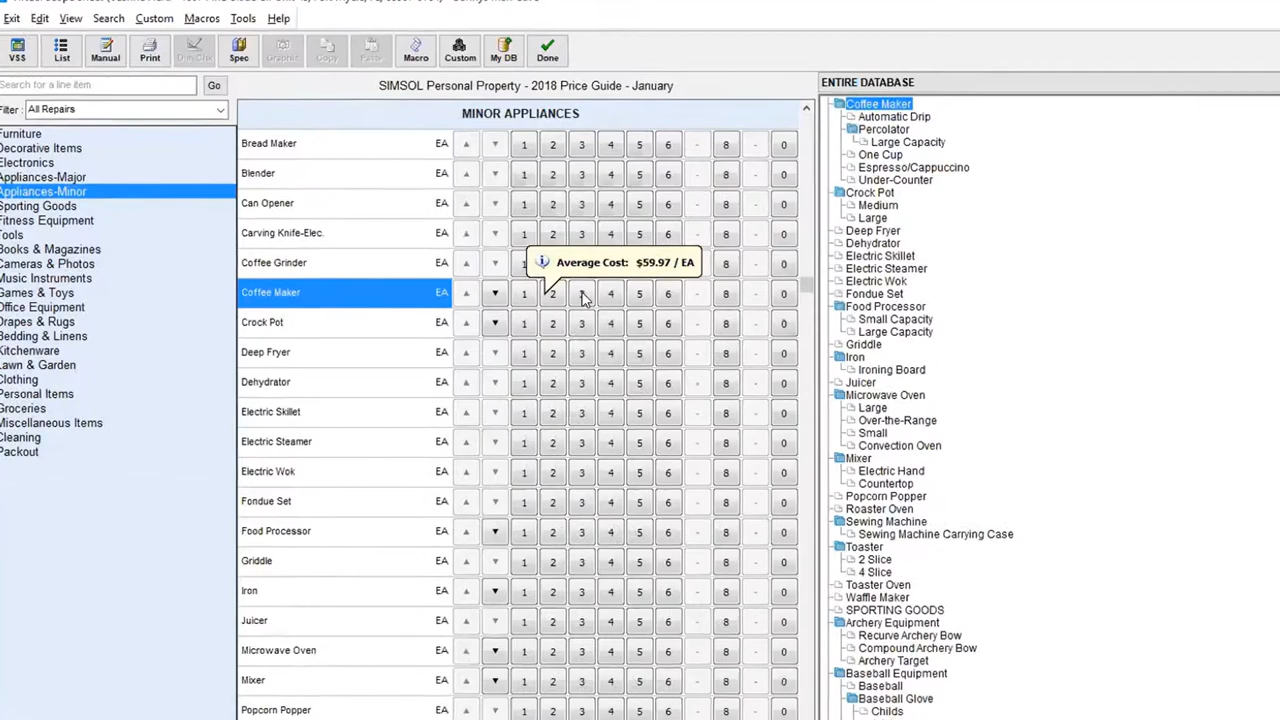 Exit Edit View Search Custom Macros Tools Help
VSS List Manual Print Dim Chk Spec Graphic Copy Paste Macro Custom My DB Done
Search for a line item Go
Filter : All Repairs
Furniture
Decorative Items
Electronics
Appliances-Major
Appliances-Minor
Sporting Goods
Fitness Equipment
Tools
Books & Magazines
Cameras & Photos
Music Instruments
Games & Toys
Office Equipment
Drapes & Rugs
Bedding & Linens
Kitchenware
Lawn & Garden
Clothing
Personal Items
Groceries
Miscellaneous Items
Cleaning
Packout
SIMSOL Personal Property - 2018 Price Guide - January
MINOR APPLIANCES
Bread Maker EA 1 2 3 4 5 6 - 8 - 0
Blender EA 1 2 3 4 5 6 - 8 - 0
Can Opener EA 1 2 3 4 5 6 - 8 - 0
Carving Knife-Elec. EA 1 2 3 4 5 6 - 8 - 0
Coffee Grinder EA 1 8 - 0
Average Cost: $59.97 / EA
Coffee Maker EA 1 2 3 4 5 6 - 8 - 0
Crock Pot EA 1 2 3 4 5 6 - 8 - 0
Deep Fryer EA 1 2 3 4 5 6 - 8 - 0
Dehydrator EA 1 2 3 4 5 6 - 8 - 0
Electric Skillet EA 1 2 3 4 5 6 - 8 - 0
Electric Steamer EA 1 2 3 4 5 6 - 8 - 0
Electric Wok EA 1 2 3 4 5 6 - 8 - 0
Fondue Set EA 1 2 3 4 5 6 - 8 - 0
Food Processor EA 1 2 3 4 5 6 - 8 - 0
Griddle EA 1 2 3 4 5 6 - 8 - 0
Iron EA 1 2 3 4 5 6 - 8 - 0
Juicer EA 1 2 3 4 5 6 - 8 - 0
Microwave Oven EA 1 2 3 4 5 6 - 8 - 0
Mixer EA 1 2 3 4 5 6 - 8 - 0
Popcorn Popper EA 1 2 3 4 5 6 - 8 - 0
ENTIRE DATABASE
Coffee Maker
Automatic Drip
Percolator
Large Capacity
One Cup
Espresso/Cappuccino
Under-Counter
Crock Pot
Medium
Large
Deep Fryer
Dehydrator
Electric Skillet
Electric Steamer
Electric Wok
Fondue Set
Food Processor
Small Capacity
Large Capacity
Griddle
Iron
Ironing Board
Juicer
Microwave Oven
Large
Over-the-Range
Small
Convection Oven
Mixer
Electric Hand
Countertop
Popcorn Popper
Roaster Oven
Sewing Machine
Sewing Machine Carrying Case
Toaster
2 Slice
4 Slice
Toaster Oven
Waffle Maker
SPORTING GOODS
Archery Equipment
Recurve Archery Bow
Compound Archery Bow
Archery Target
Baseball Equipment
Baseball
Baseball Glove
Childs